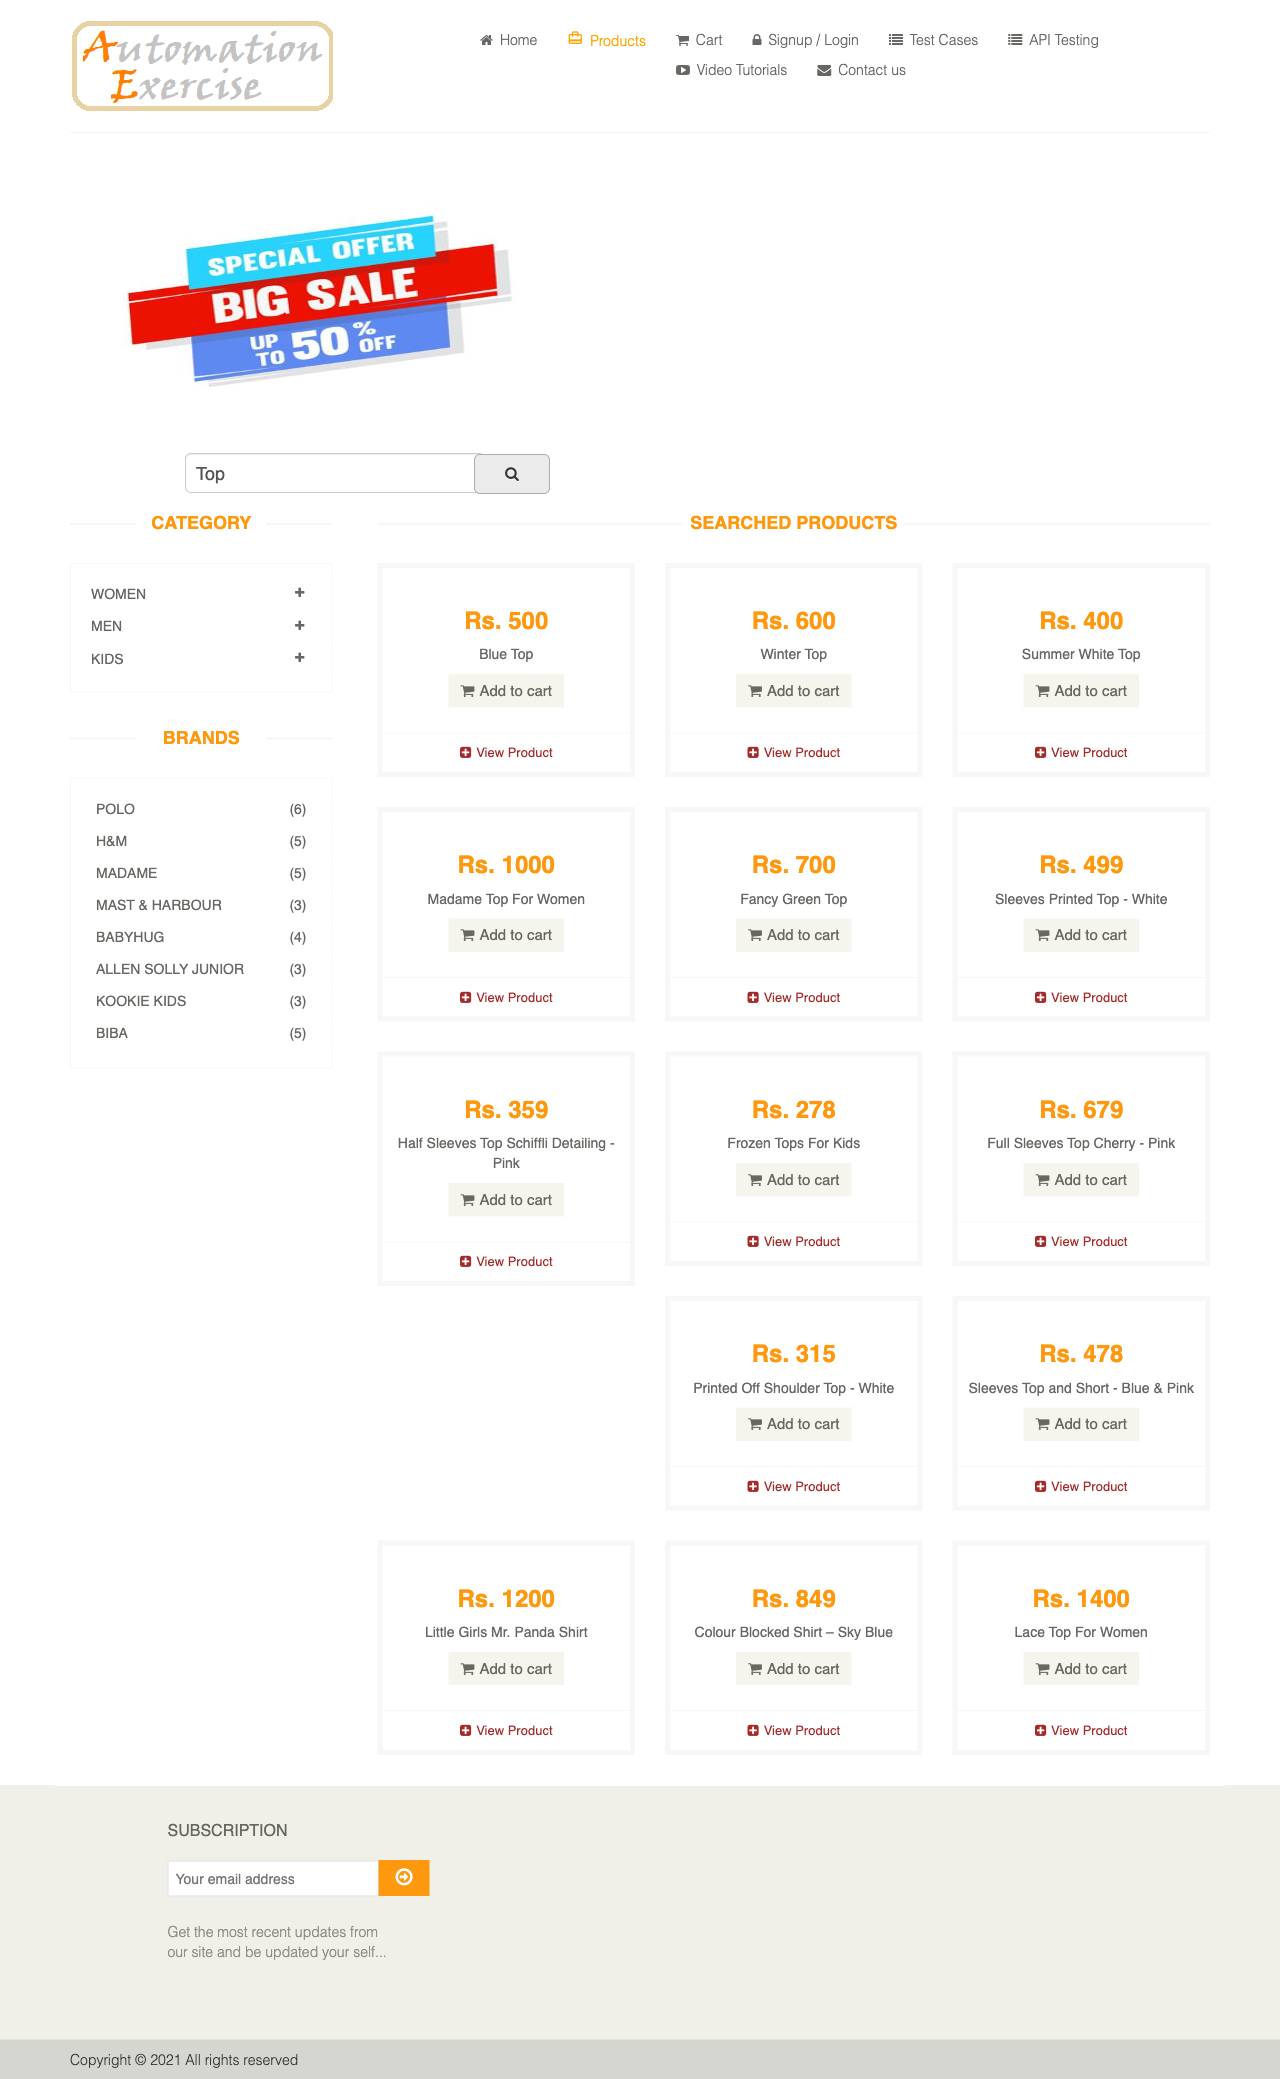 Automation
Exercise
Home
Products
Cart
Signup / Login
Test Cases
API Testing
Video Tutorials
Contact us
SPECIAL OFFER
BIG SALE
UP TO 50% OFF
Top
CATEGORY
WOMEN
MEN
KIDS
BRANDS
POLO (6)
H&M (5)
MADAME (5)
MAST & HARBOUR (3)
BABYHUG (4)
ALLEN SOLLY JUNIOR (3)
KOOKIE KIDS (3)
BIBA (5)
SEARCHED PRODUCTS
Rs. 500
Blue Top
Add to cart
View Product
Rs. 600
Winter Top
Add to cart
View Product
Rs. 400
Summer White Top
Add to cart
View Product
Rs. 1000
Madame Top For Women
Add to cart
View Product
Rs. 700
Fancy Green Top
Add to cart
View Product
Rs. 499
Sleeves Printed Top - White
Add to cart
View Product
Rs. 359
Half Sleeves Top Schiffli Detailing -
Pink
Add to cart
View Product
Rs. 278
Frozen Tops For Kids
Add to cart
View Product
Rs. 679
Full Sleeves Top Cherry - Pink
Add to cart
View Product
Rs. 315
Printed Off Shoulder Top - White
Add to cart
View Product
Rs. 478
Sleeves Top and Short - Blue & Pink
Add to cart
View Product
Rs. 1200
Little Girls Mr. Panda Shirt
Add to cart
View Product
Rs. 849
Colour Blocked Shirt – Sky Blue
Add to cart
View Product
Rs. 1400
Lace Top For Women
Add to cart
View Product
SUBSCRIPTION
Your email address
Get the most recent updates from
our site and be updated your self...
Copyright © 2021 All rights reserved